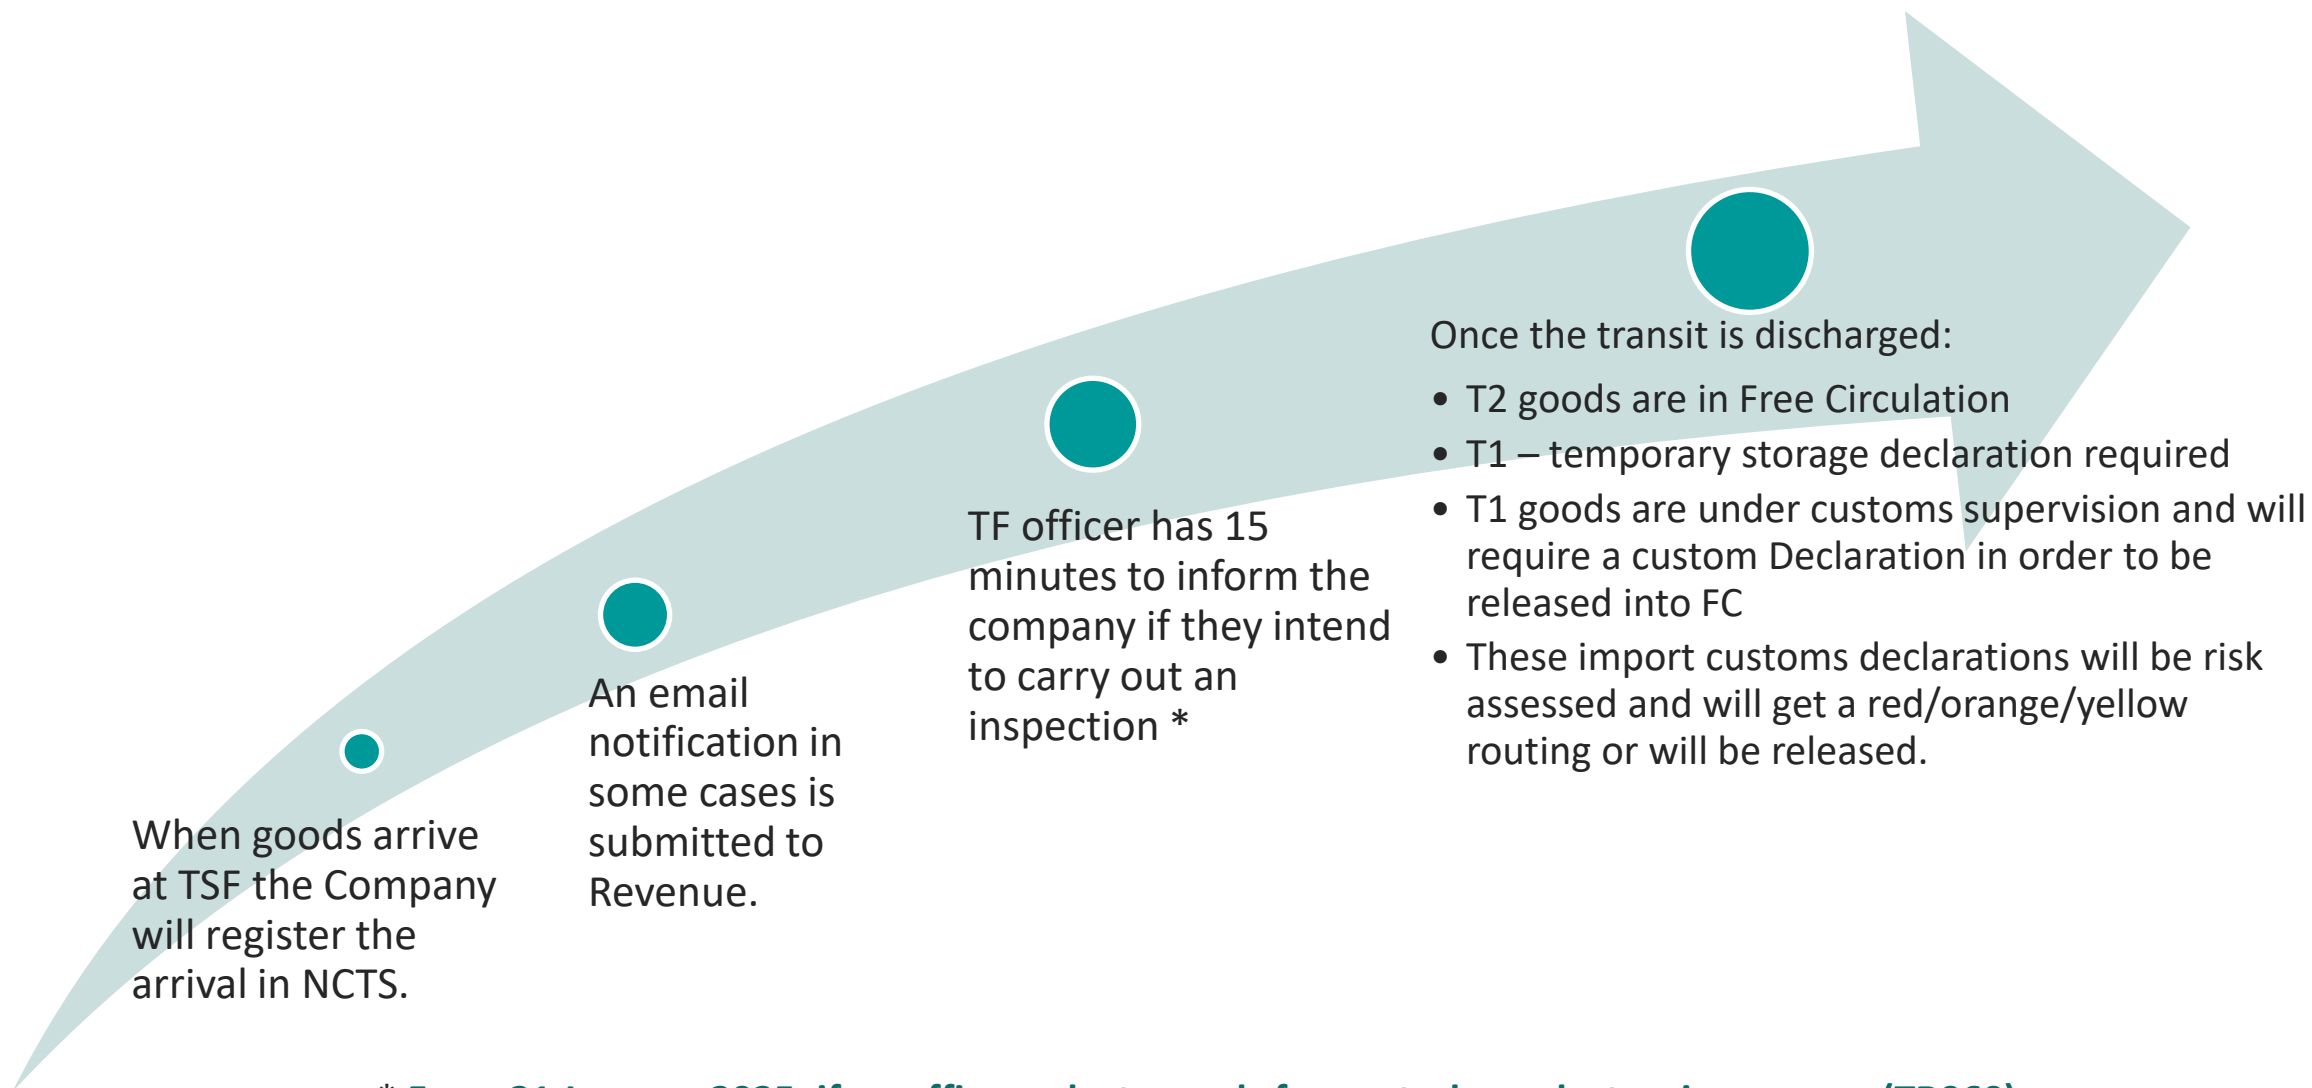 When goods arrive
at TSF the Company
will register the
arrival in NCTS.
An email
notification in
some cases is
submitted to
Revenue.
TF officer has 15
minutes to inform the
company if they intend
to carry out an
inspection *
Once the transit is discharged:
• T2 goods are in Free Circulation
• T1 – temporary storage declaration required
• T1 goods are under customs supervision and will
require a custom Declaration in order to be
released into FC
• These import customs declarations will be risk
assessed and will get a red/orange/yellow
routing or will be released.